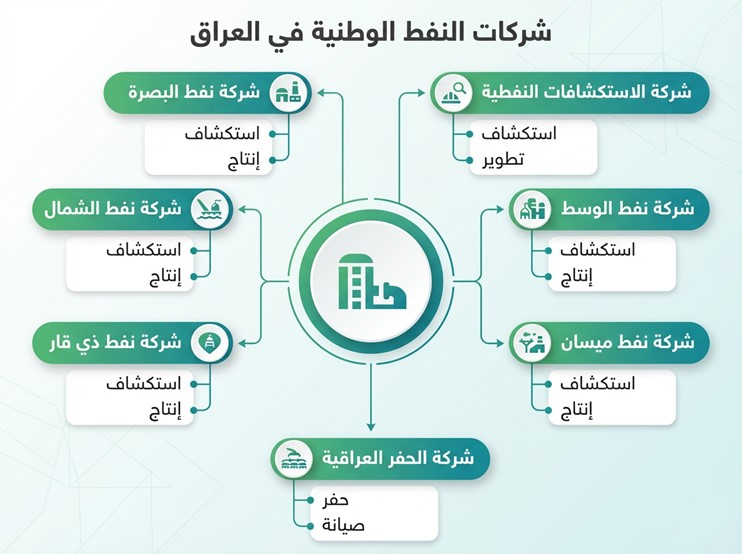 شركات النفط الوطنية في العراق
شركة الاستكشافات النفطية
استكشاف
تطوير
شركة نفط البصرة
استكشاف
إنتاج
شركة نفط الوسط
استكشاف
إنتاج
شركة نفط الشمال
استكشاف
إنتاج
شركة نفط ميسان
استكشاف
إنتاج
شركة نفط ذي قار
استكشاف
إنتاج
شركة الحفر العراقية
حفر
صيانة